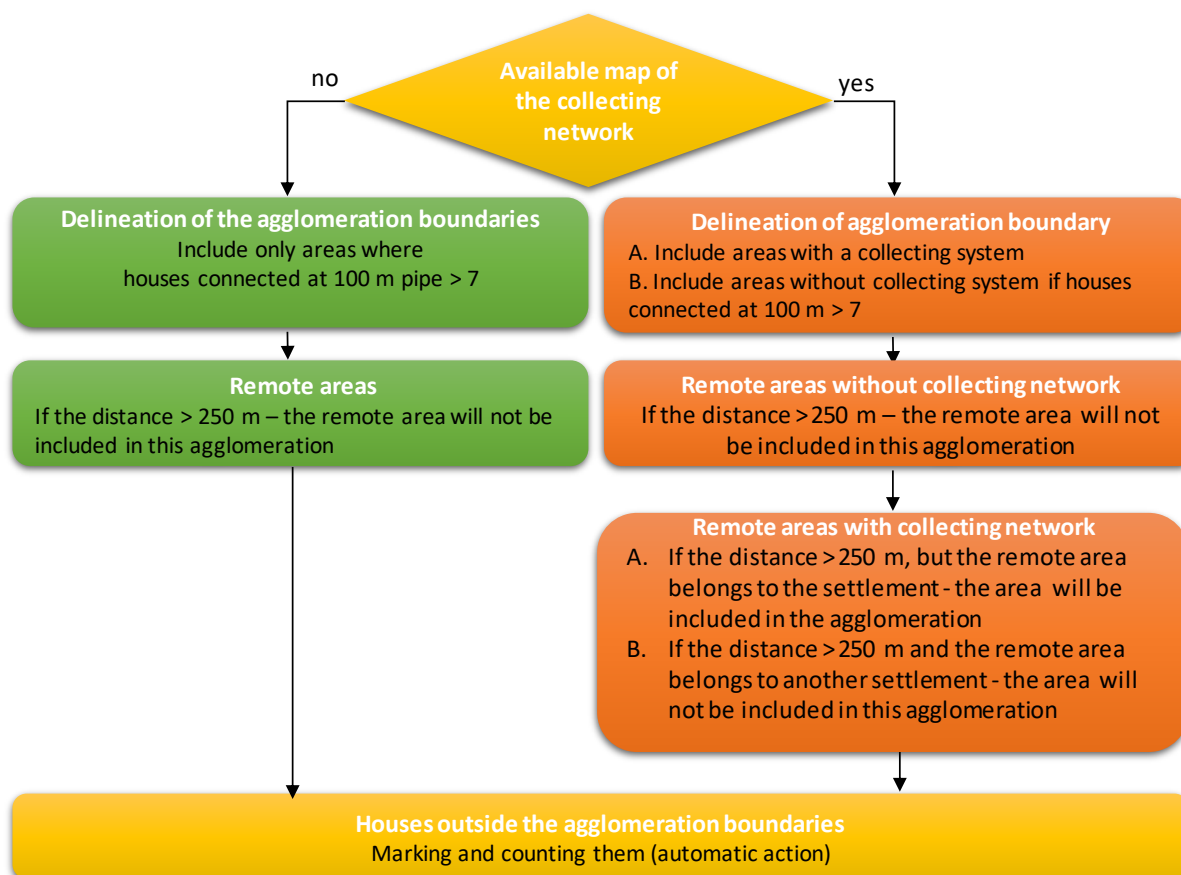 Available map of
the collecting
network
no
yes
Delineation of the agglomeration boundaries
Include only areas where
houses connected at 100 m pipe > 7
Delineation of agglomeration boundary
A. Include areas with a collecting system
B. Include areas without collecting system if houses
connected at 100 m > 7
Remote areas
If the distance > 250 m – the remote area will not be
included in this agglomeration
Remote areas without collecting network
If the distance >250 m – the remote area will not
be included in this agglomeration
Remote areas with collecting network
A. If the distance >250 m, but the remote area
belongs to the settlement - the area will be
included in the agglomeration
B. If the distance >250 m and the remote area
belongs to another settlement - the area will
not be included in this agglomeration
Houses outside the agglomeration boundaries
Marking and counting them (automatic action)